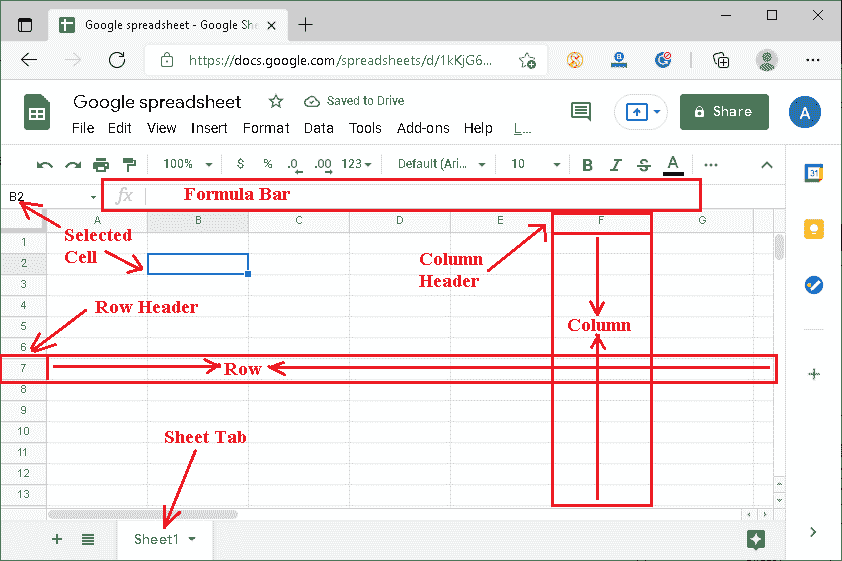 Google spreadsheet - Google She
https://docs.google.com/spreadsheets/d/1kKjG6...
Google spreadsheet
Saved to Drive
File Edit View Insert Format Data Tools Add-ons Help L...
Share
A
31
100% $ % .0 .00 123 Default (Ari... 10 B I S A
B2
fx
Formula Bar
A B C D E F G
1
Selected
Cell
2
Column
Header
3
Row Header
4
5
Column
6
7
Row
8
9
10
Sheet Tab
11
12
13
Sheet1